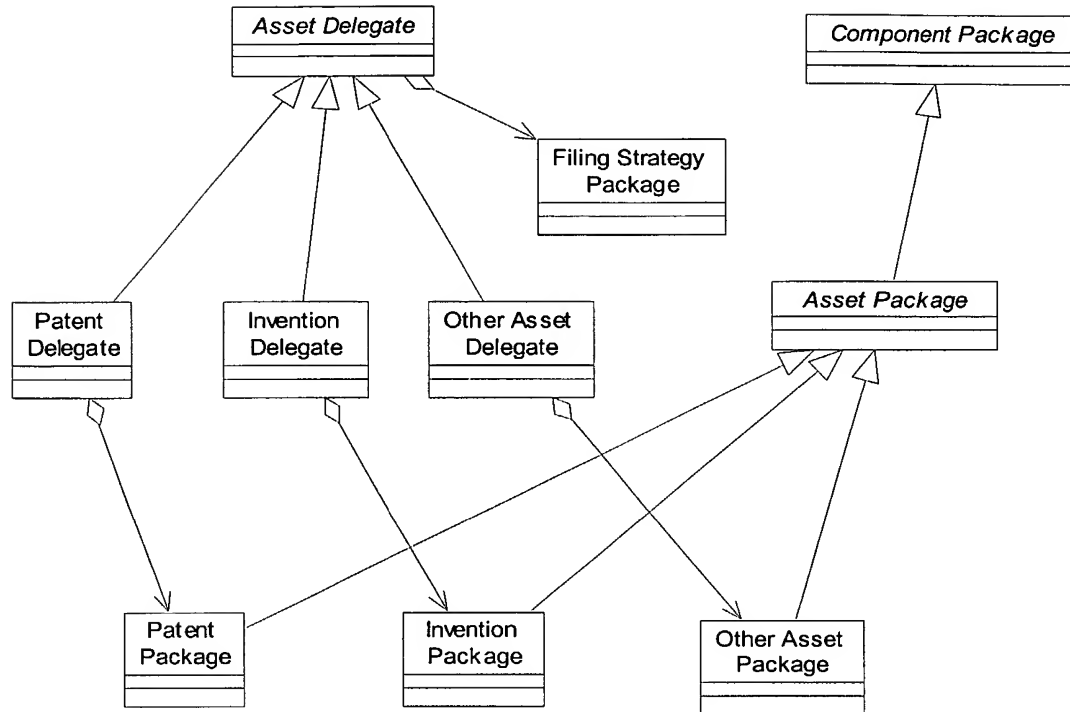 Asset Delegate
Component Package
Filing Strategy
Package
Patent
Delegate
Invention
Delegate
Other Asset
Delegate
Asset Package
Patent
Package
Invention
Package
Other Asset
Package